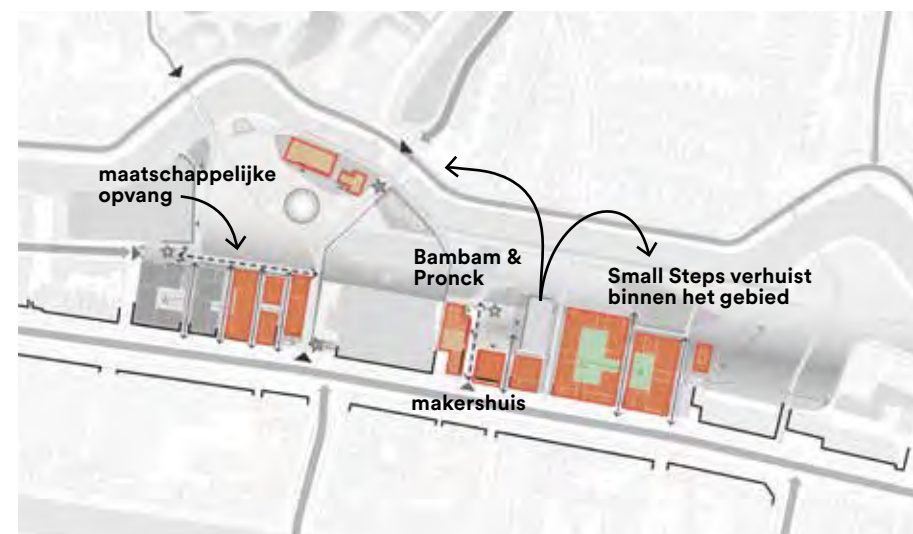 maatschappelijke
opvang
Bambam &
Pronck
Small Steps verhuist
binnen het gebied
makershuis